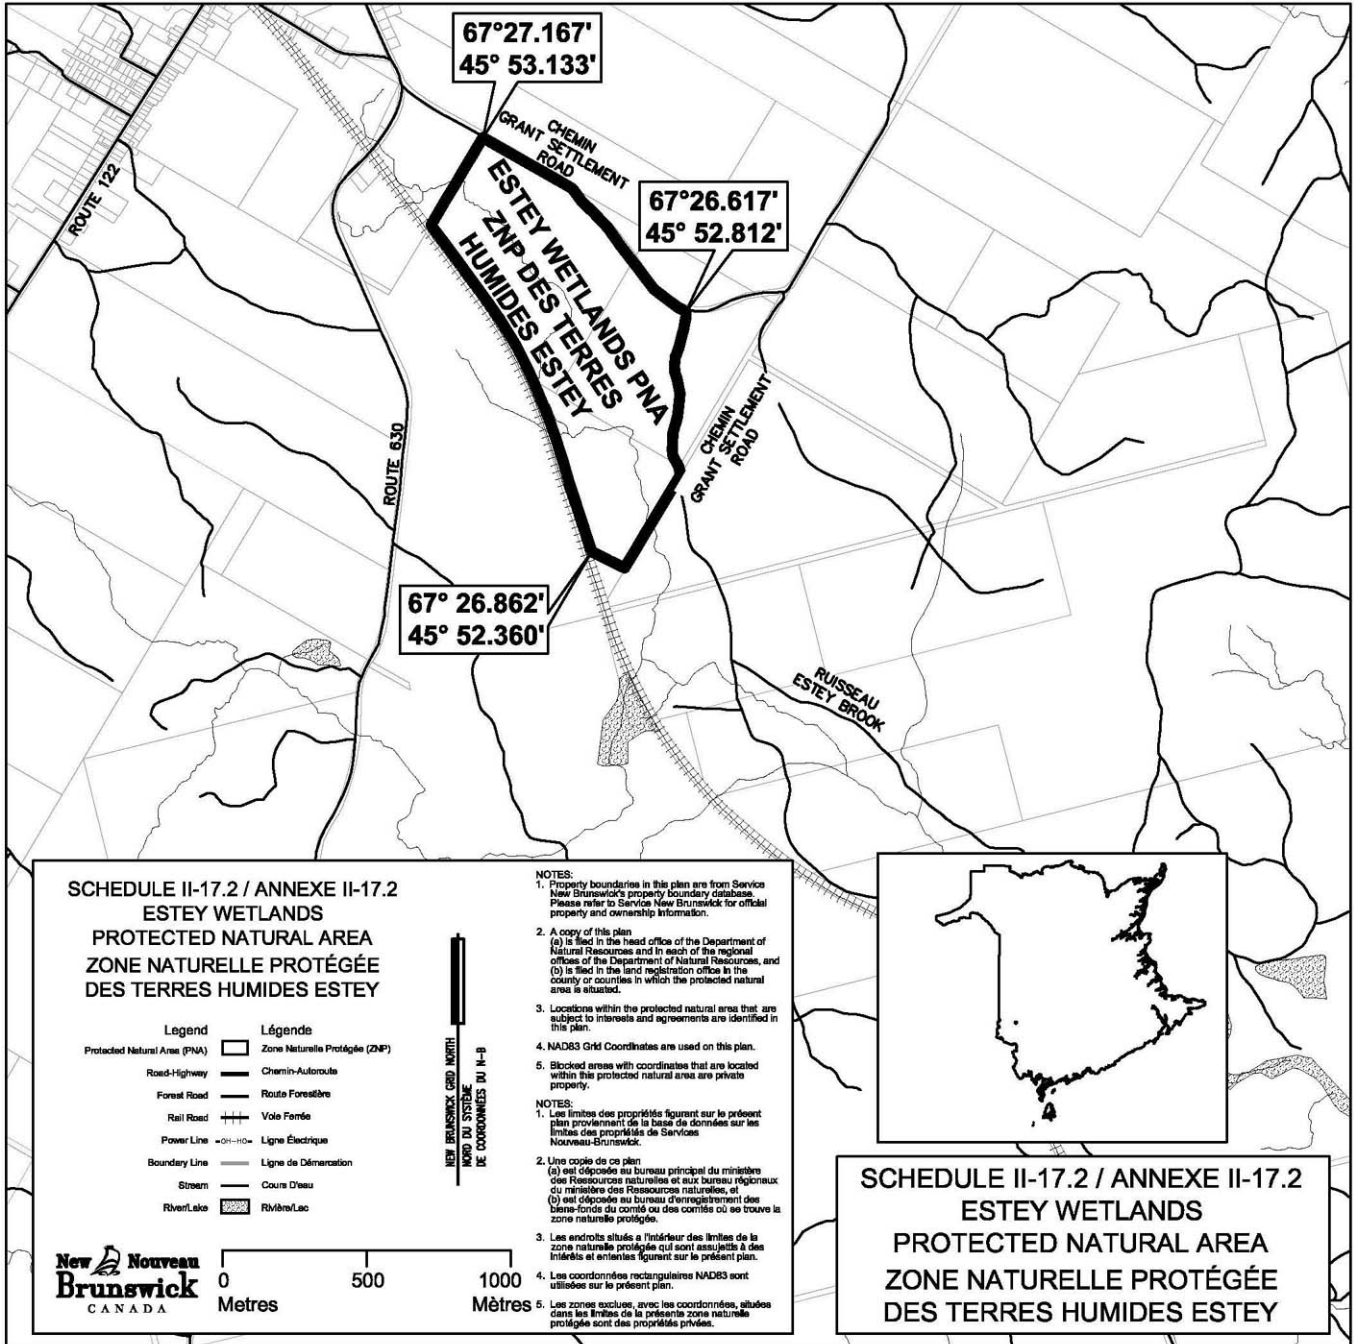 67°27.167'
45° 53.133'
CHEMIN
GRANT SETTLEMENT
ROAD
ROUTE 122
67°26.617'
45° 52.812'
ESTEY WETLANDS PNA
ZNP DES TERRES
HUMIDES ESTEY
ROUTE 630
CHEMIN
GRANT SETTLEMENT
ROAD
67° 26.862'
45° 52.360'
RUISSEAU
ESTEY BROOK
SCHEDULE II-17.2 / ANNEXE II-17.2
ESTEY WETLANDS
PROTECTED NATURAL AREA
ZONE NATURELLE PROTÉGÉE
DES TERRES HUMIDES ESTEY
Legend Légende
Protected Natural Area (PNA) Zone Naturelle Protégée (ZNP)
Road-Highway Chemin-Autoroute
Forest Road Route Forestière
Rail Road Voie Ferrée
Power Line -OH-HO- Ligne Électrique
Boundary Line Ligne de Démarcation
Stream Cours D'eau
River/Lake Rivière/Lac
NEW BRUNSWICK GRID NORTH
NORD DU SYSTÈME
DE COORDONNÉES DU N-B
New Nouveau
Brunswick
CANADA
0 500 1000
Metres Mètres
NOTES:
1. Property boundaries in this plan are from Service
New Brunswick's property boundary database.
Please refer to Service New Brunswick for official
property and ownership information.
2. A copy of this plan
(a) is filed in the head office of the Department of
Natural Resources and in each of the regional
offices of the Department of Natural Resources, and
(b) is filed in the land registration office in the
county or counties in which the protected natural
area is situated.
3. Locations within the protected natural area that are
subject to interests and agreements are identified in
this plan.
4. NAD83 Grid Coordinates are used on this plan.
5. Blocked areas with coordinates that are located
within this protected natural area are private
property.
NOTES:
1. Les limites des propriétés figurant sur le présent
plan proviennent de la base de données sur les
limites des propriétés de Services
Nouveau-Brunswick.
2. Une copie de ce plan
(a) est déposée au bureau principal du ministère
des Ressources naturelles et aux bureau régionaux
du ministère des Ressources naturelles, et
(b) est déposée au bureau d'enregistrement des
biens-fonds du comté ou des comtés où se trouve la
zone naturelle protégée.
3. Les endroits situés a l'intérieur des limites de la
zone naturelle protégée qui sont assujettis à des
intérêts et ententes figurant sur le présent plan.
4. Les coordonnées rectangulaires NAD83 sont
utilisées sur le présent plan.
5. Les zones exclues, avec les coordonnées, situées
dans les limites de la présente zone naturelle
protégée sont des propriétés privées.
SCHEDULE II-17.2 / ANNEXE II-17.2
ESTEY WETLANDS
PROTECTED NATURAL AREA
ZONE NATURELLE PROTÉGÉE
DES TERRES HUMIDES ESTEY